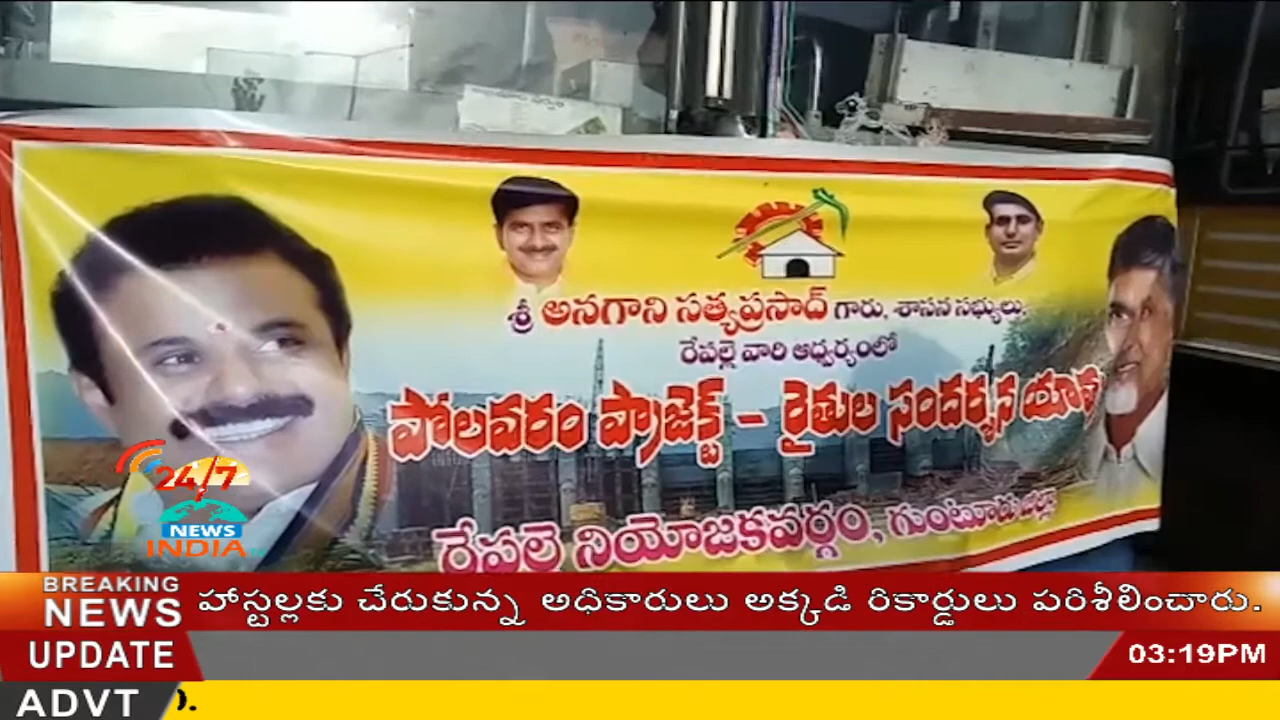 శ్రీ అనగాని సత్యప్రసాద్ గారు, శాసన సభ్యులు,
రేపల్లె వారి ఆధ్వర్యంలో
పోలవరం ప్రాజెక్ట్ - రైతుల సందర్శన యాత్ర
రేపల్లె నియోజకవర్గం, గుంటూరు జిల్లా
24/7
NEWS
INDIA
BREAKING
NEWS
హాస్టల్లకు చేరుకున్న అధికారులు అక్కడి రికార్డులు పరిశీలించారు.
UPDATE
03:19PM
ADVT